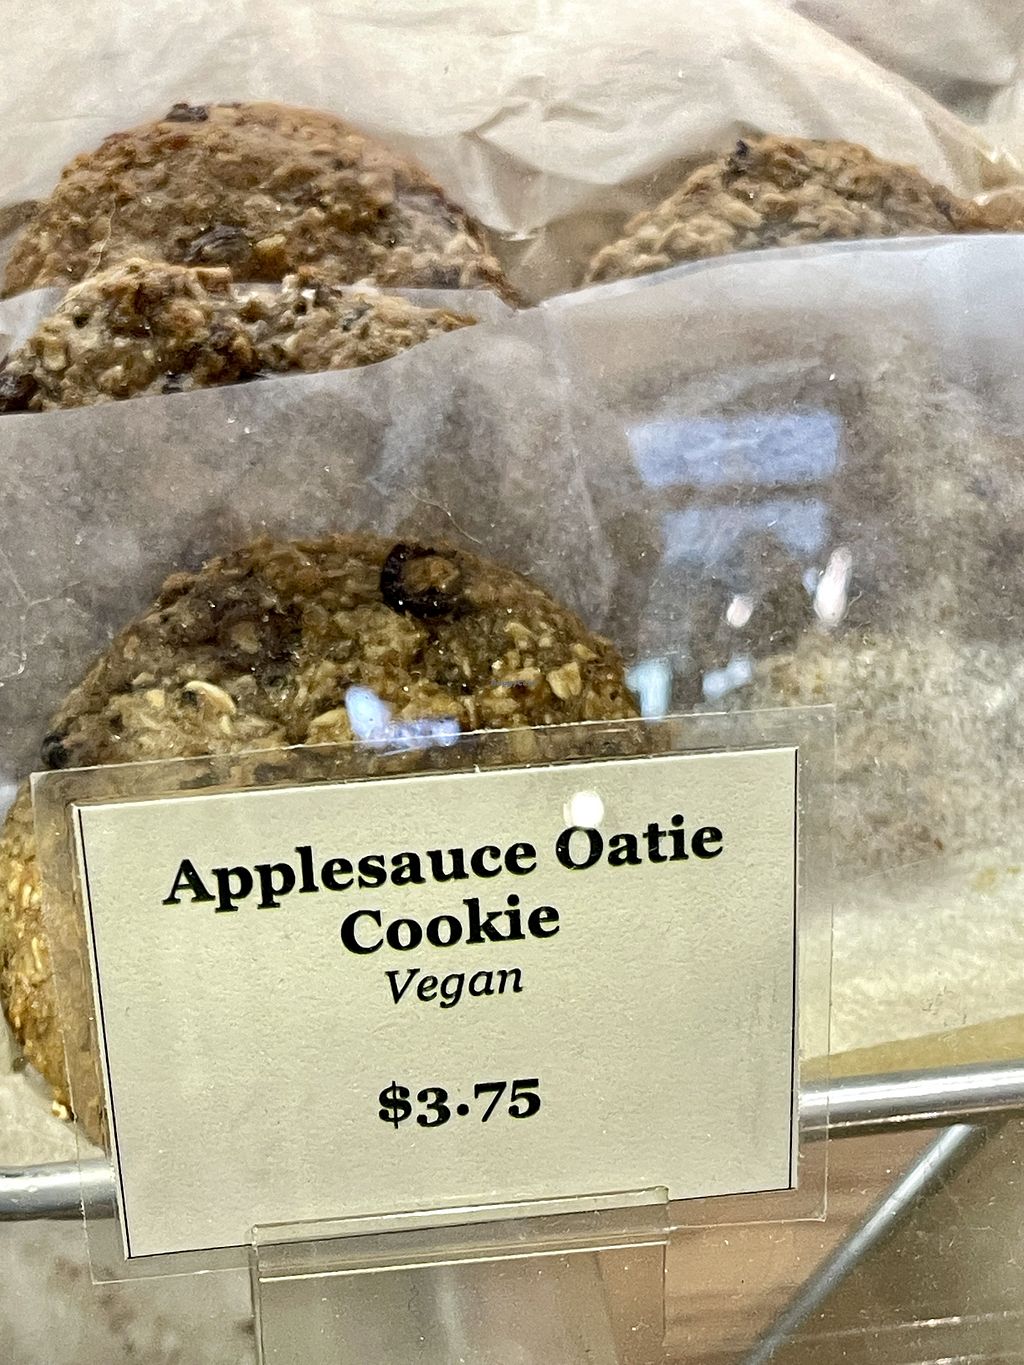 Applesauce Oatie
Cookie
Vegan
$3.75